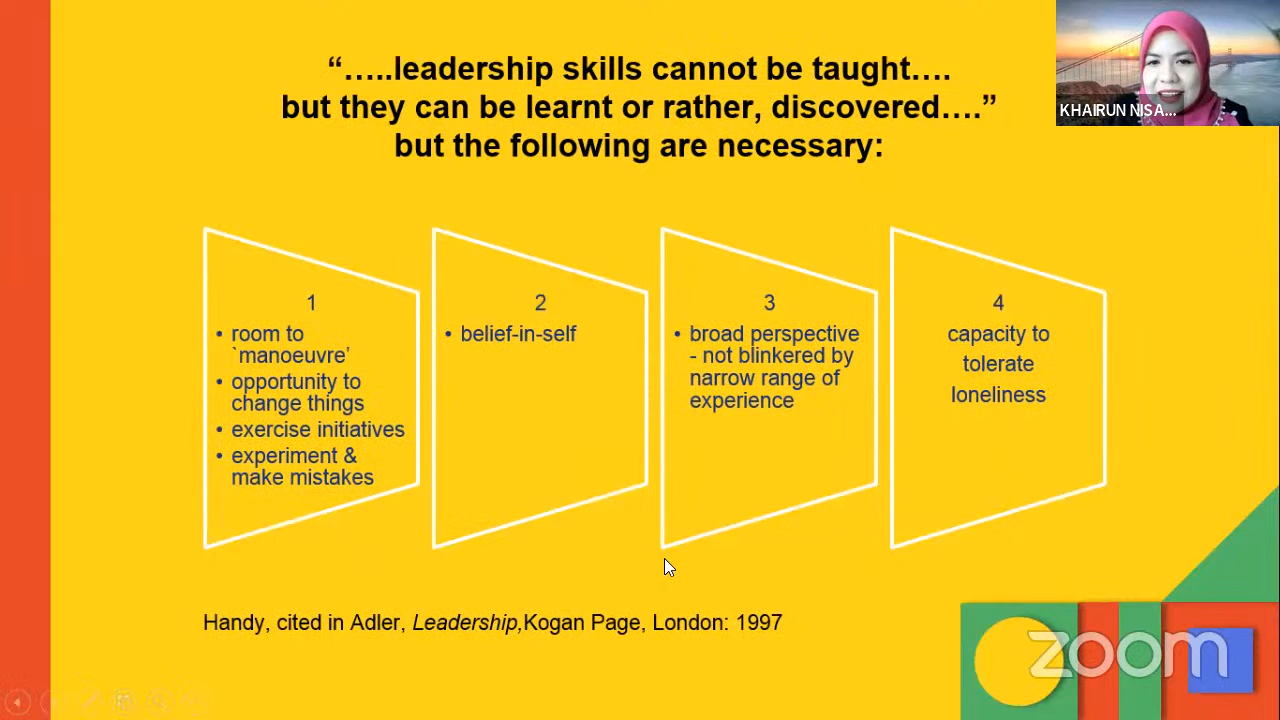 “…..leadership skills cannot be taught….
but they can be learnt or rather, discovered….”
but the following are necessary:
KHAIRUN NISA...
1
• room to
`manoeuvre’
• opportunity to
change things
• exercise initiatives
• experiment &
make mistakes
2
• belief-in-self
3
• broad perspective
- not blinkered by
narrow range of
experience
4
capacity to
tolerate
loneliness
Handy, cited in Adler, Leadership,Kogan Page, London: 1997
zoom